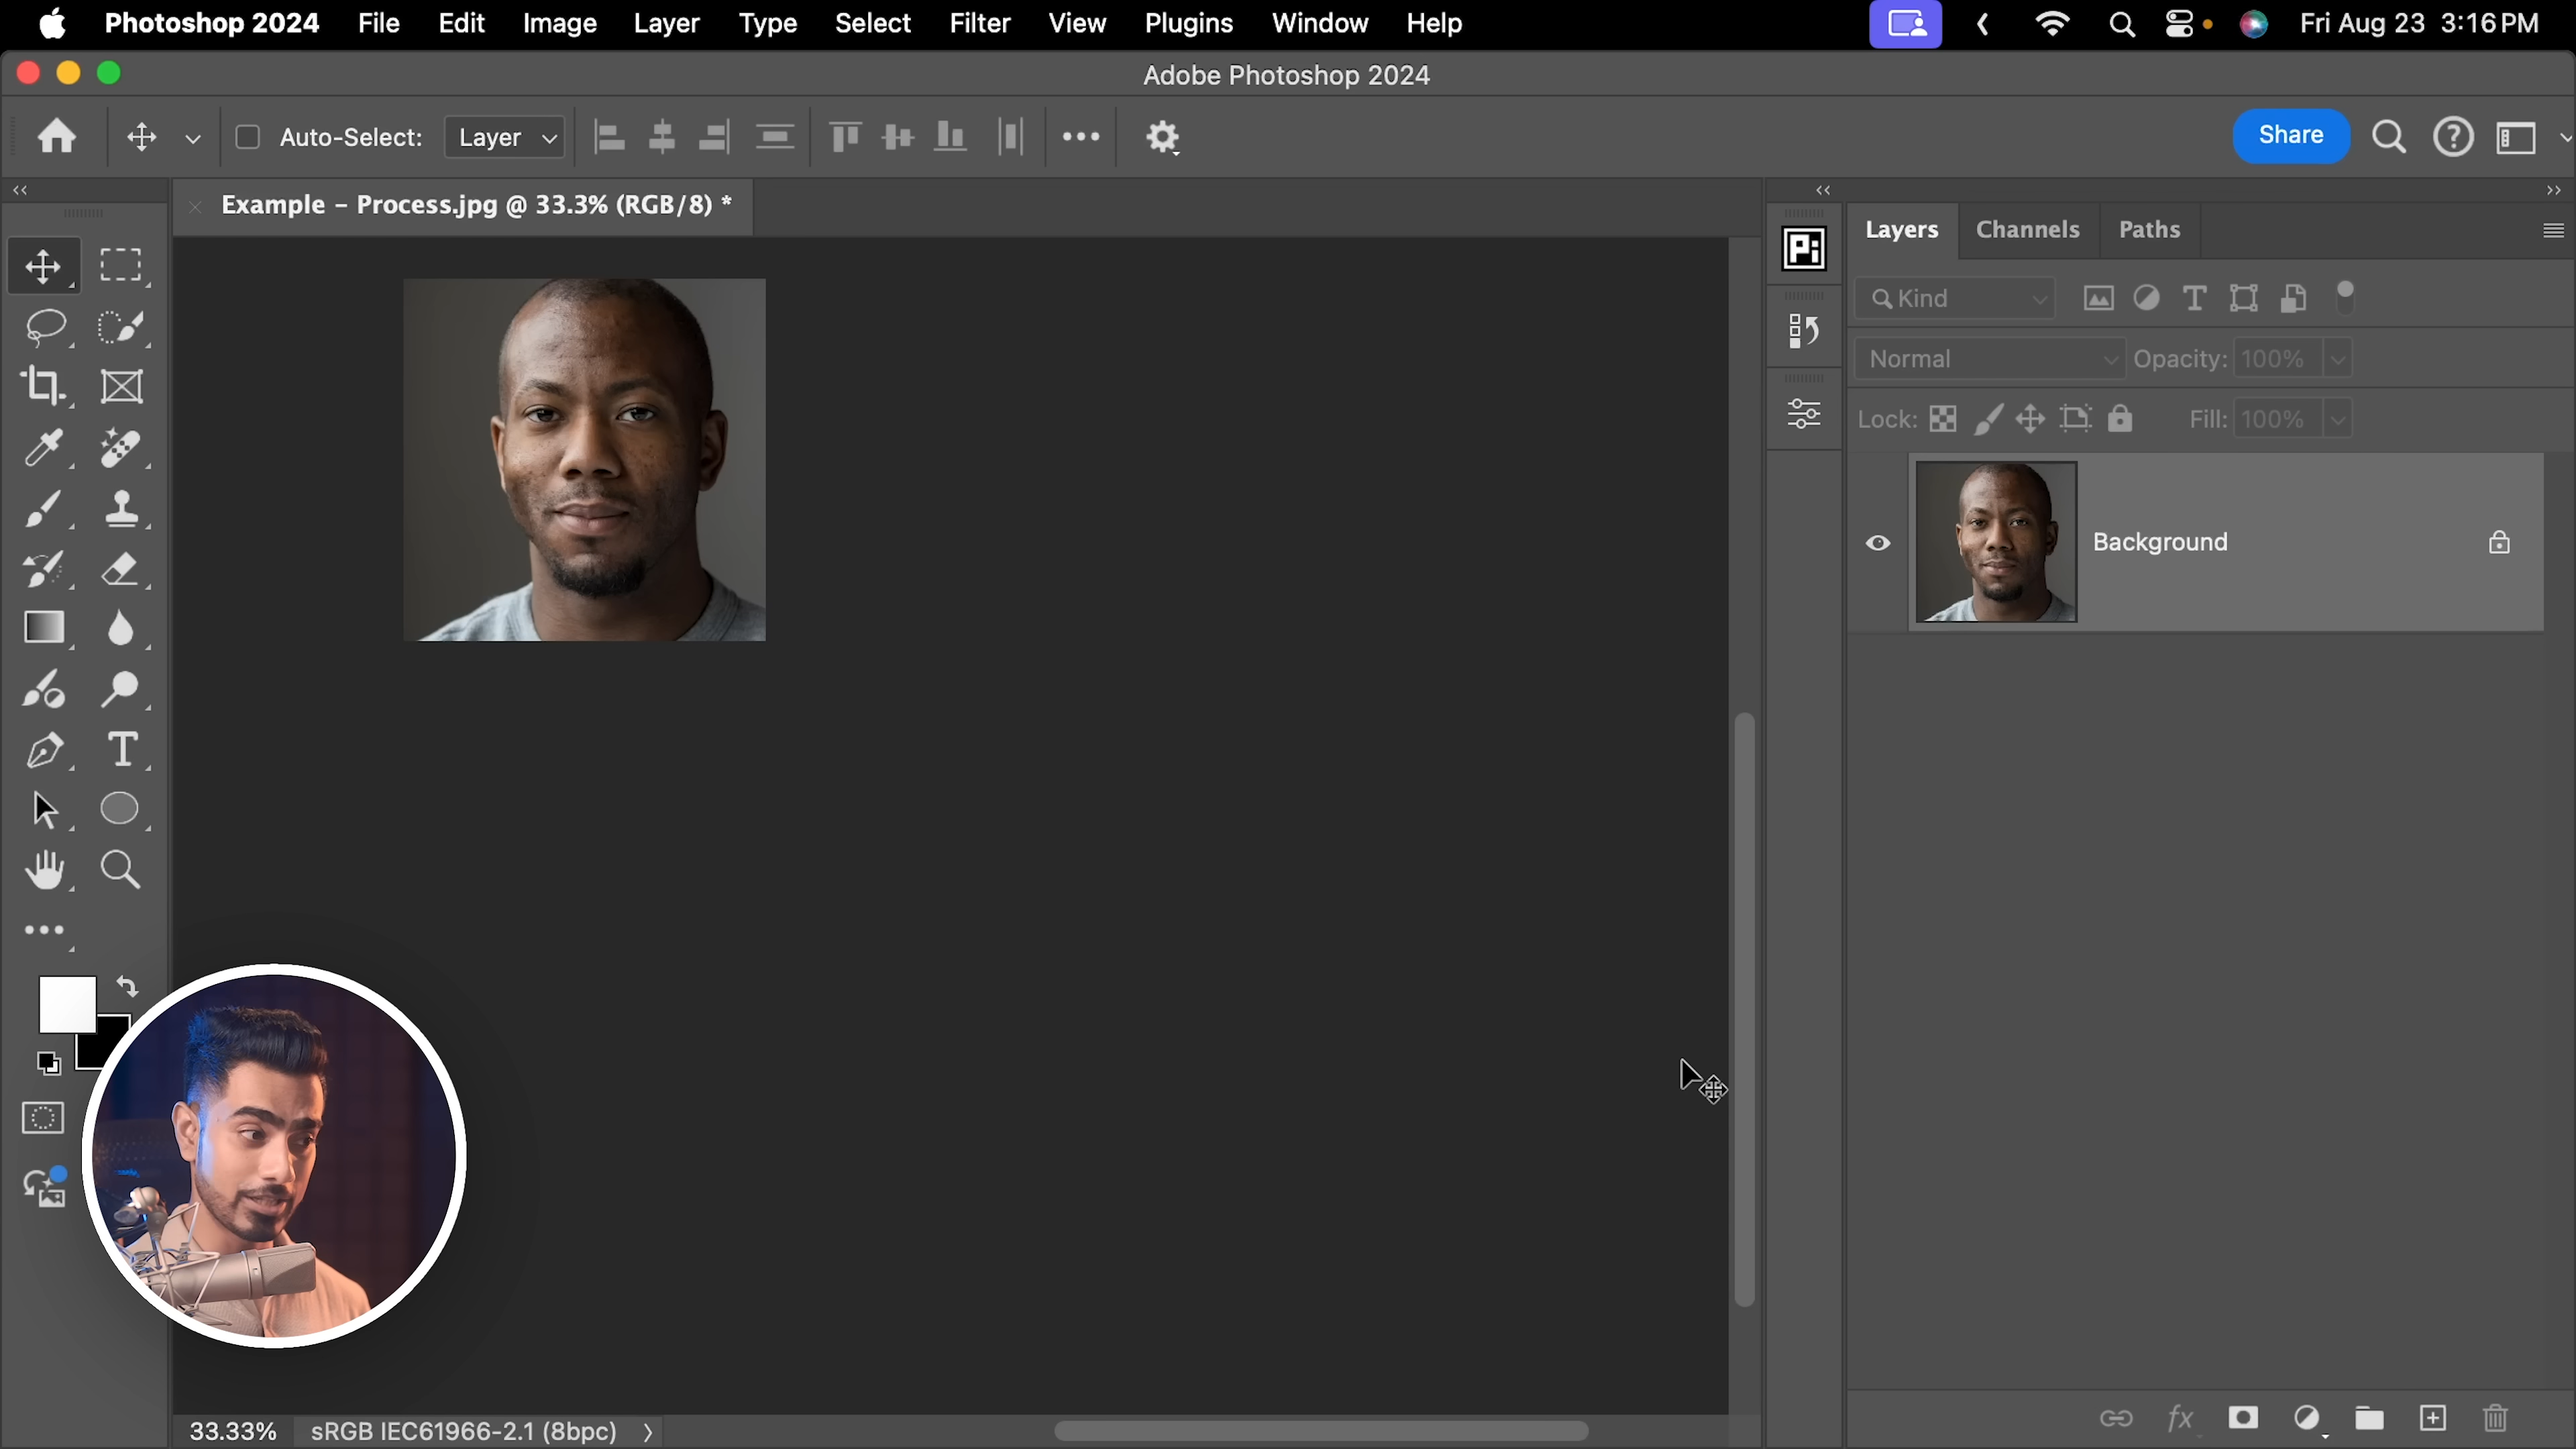 Photoshop 2024 File Edit Image Layer Type Select Filter View Plugins Window Help Fri Aug 23 3:16 PM
Adobe Photoshop 2024
Auto-Select: Layer Share
Example – Process.jpg @ 33.3% (RGB/8) *
Layers Channels Paths
Pi
Kind
Normal Opacity: 100%
Lock: Fill: 100%
Background
33.33% sRGB IEC61966-2.1 (8bpc)
fx